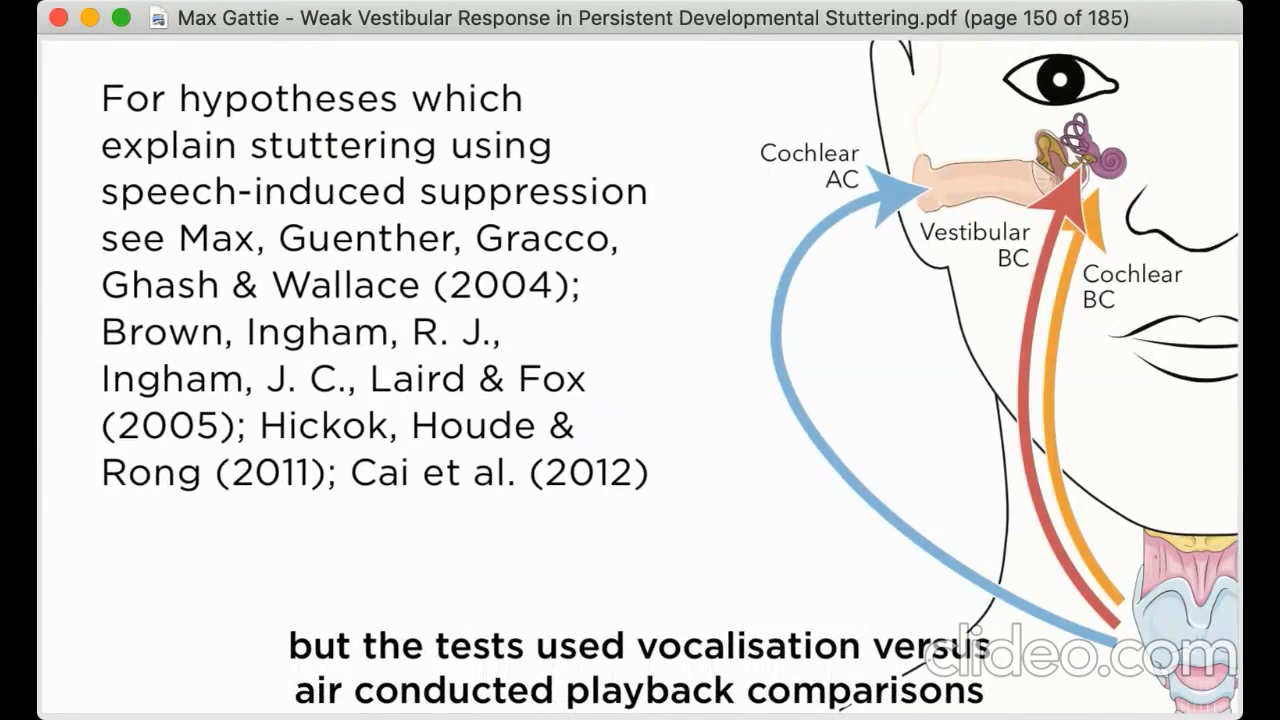 Max Gattie - Weak Vestibular Response in Persistent Developmental Stuttering.pdf (page 150 of 185)
For hypotheses which
explain stuttering using
speech-induced suppression
see Max, Guenther, Gracco,
Ghash & Wallace (2004);
Brown, Ingham, R. J.,
Ingham, J. C., Laird & Fox
(2005); Hickok, Houde &
Rong (2011); Cai et al. (2012)
Cochlear
AC
Vestibular
BC
Cochlear
BC
but the tests used vocalisation versus
air conducted playback comparisons
clideo.com